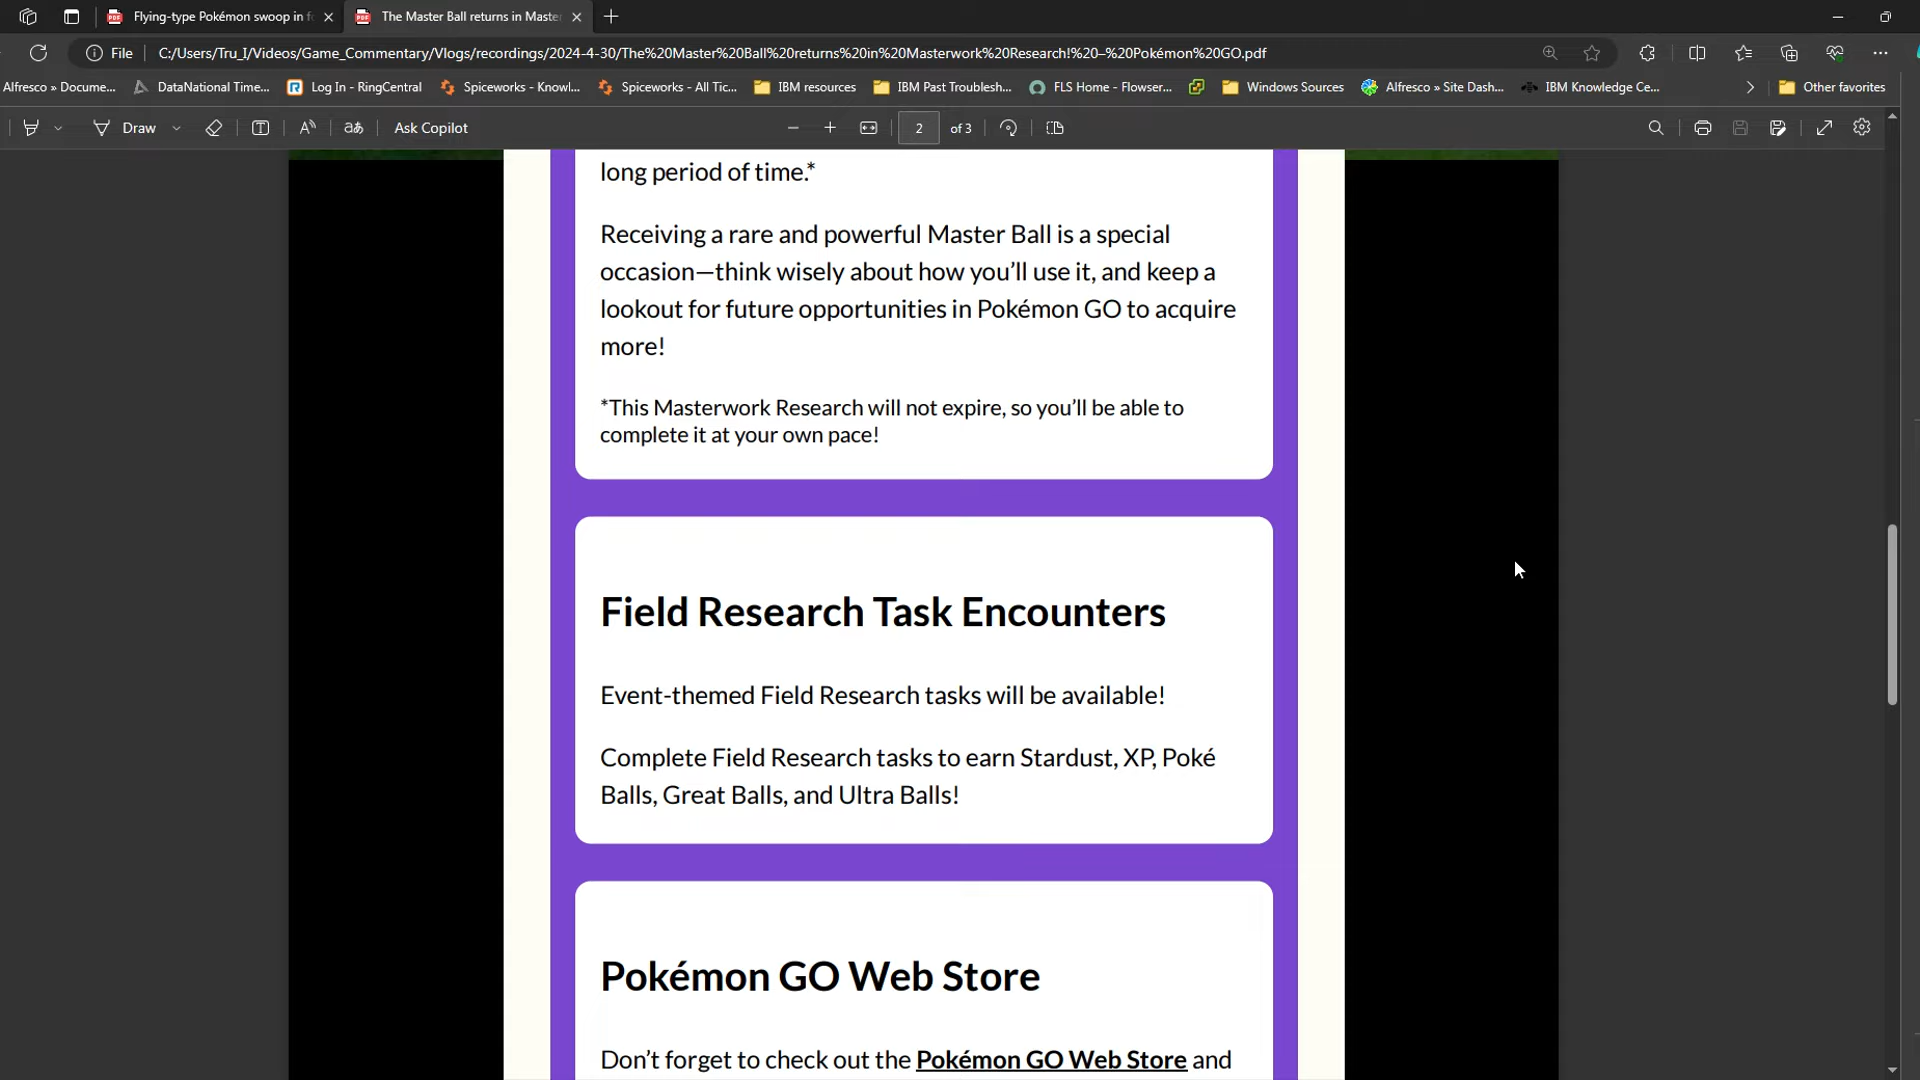 Flying-type Pokémon swoop in f
The Master Ball returns in Maste
File
C:/Users/Tru_I/Videos/Game_Commentary/Vlogs/recordings/2024-4-30/The%20Master%20Ball%20returns%20in%20Masterwork%20Research!%20–%20Pokémon%20GO.pdf
Alfresco » Docume...
DataNational Time...
Log In - RingCentral
Spiceworks - Knowl...
Spiceworks - All Tic...
IBM resources
IBM Past Troublesh...
FLS Home - Flowser...
Windows Sources
Alfresco » Site Dash...
IBM Knowledge Ce...
Other favorites
Draw
aあ
Ask Copilot
2
of 3
long period of time.*
Receiving a rare and powerful Master Ball is a special
occasion—think wisely about how you’ll use it, and keep a
lookout for future opportunities in Pokémon GO to acquire
more!
*This Masterwork Research will not expire, so you’ll be able to
complete it at your own pace!
Field Research Task Encounters
Event-themed Field Research tasks will be available!
Complete Field Research tasks to earn Stardust, XP, Poké
Balls, Great Balls, and Ultra Balls!
Pokémon GO Web Store
Don’t forget to check out the Pokémon GO Web Store and